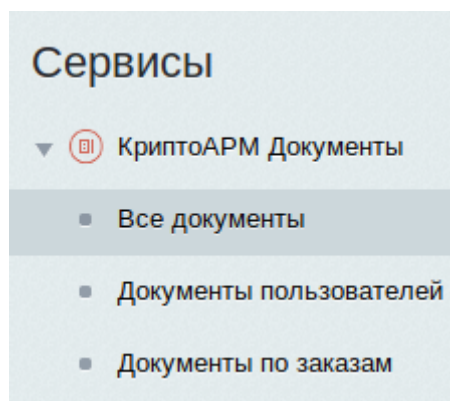 Сервисы
КриптоАРМ Документы
Все документы
Документы пользователей
Документы по заказам